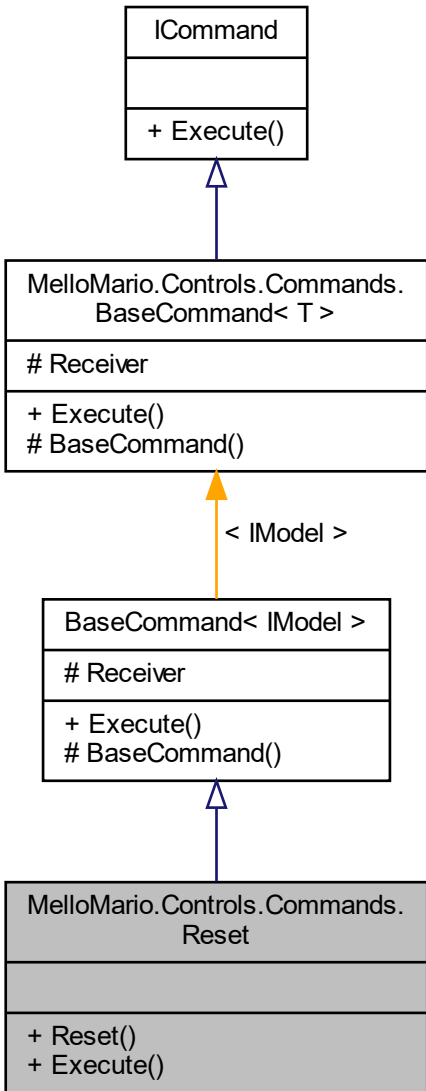 ICommand
+ Execute()
MelloMario.Controls.Commands.
BaseCommand< T >
# Receiver
+ Execute()
# BaseCommand()
< IModel >
BaseCommand< IModel >
# Receiver
+ Execute()
# BaseCommand()
MelloMario.Controls.Commands.
Reset
+ Reset()
+ Execute()